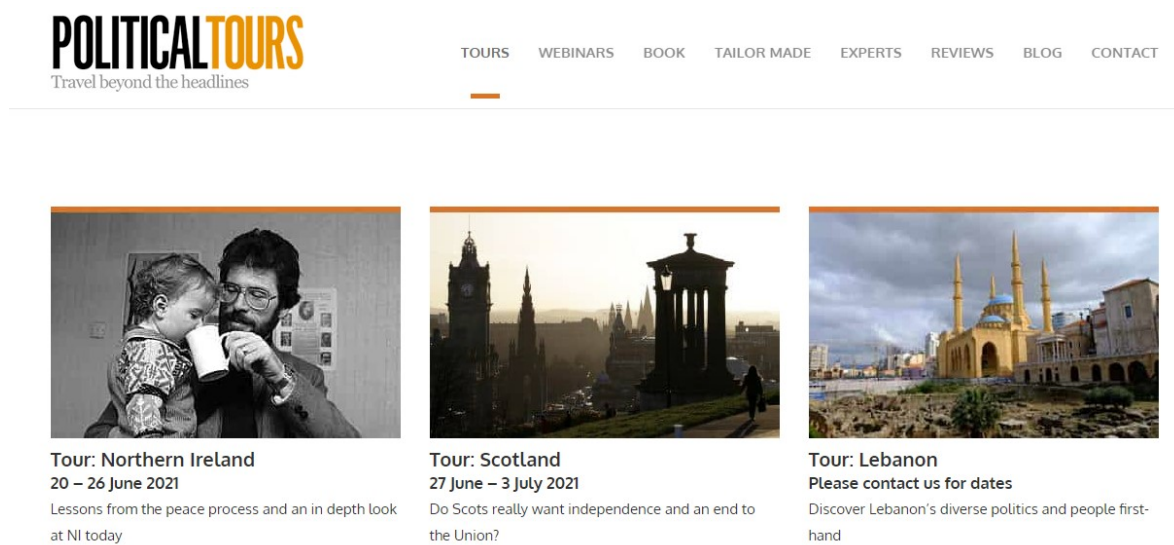 POLITICALTOURS
Travel beyond the headlines
TOURS WEBINARS BOOK TAILOR MADE EXPERTS REVIEWS BLOG CONTACT
Tour: Northern Ireland
20 – 26 June 2021
Lessons from the peace process and an in depth look
at NI today
Tour: Scotland
27 June – 3 July 2021
Do Scots really want independence and an end to
the Union?
Tour: Lebanon
Please contact us for dates
Discover Lebanon's diverse politics and people first-
hand